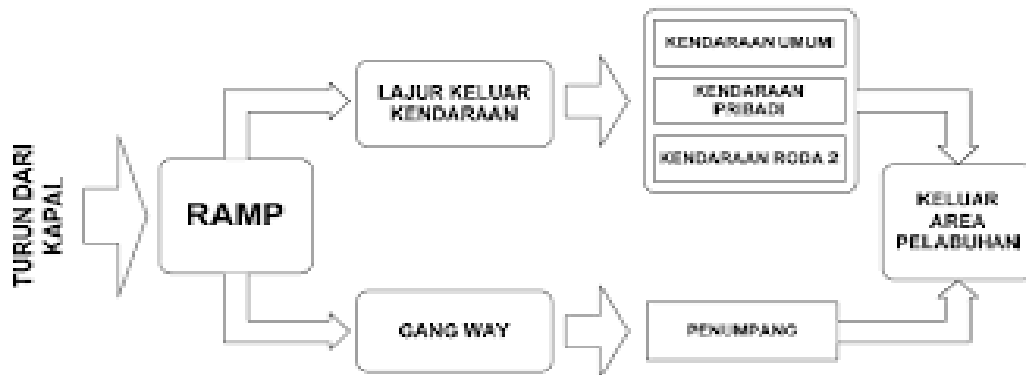 TURUN DARI
KAPAL
RAMP
LAJUR KELUAR
KENDARAAN
KENDARAAN UMUM
KENDARAAN
PRIBADI
KENDARAAN RODA 2
GANG WAY
PENUMPANG
KELUAR
AREA
PELABUHAN